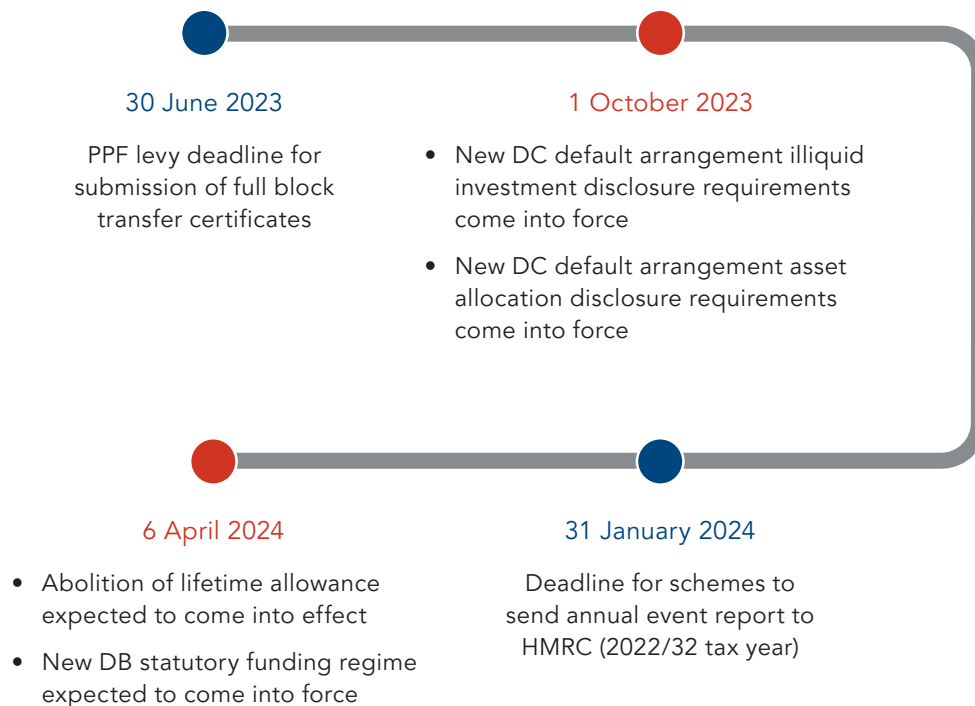 30 June 2023
PPF levy deadline for
submission of full block
transfer certificates
1 October 2023
• New DC default arrangement illiquid
investment disclosure requirements
come into force
• New DC default arrangement asset
allocation disclosure requirements
come into force
31 January 2024
Deadline for schemes to
send annual event report to
HMRC (2022/32 tax year)
6 April 2024
• Abolition of lifetime allowance
expected to come into effect
• New DB statutory funding regime
expected to come into force